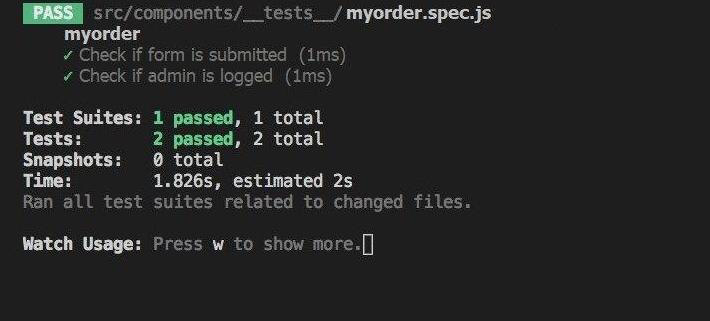 PASS src/components/__tests__/myorder.spec.js
myorder
✓ Check if form is submitted (1ms)
✓ Check if admin is logged (1ms)
Test Suites: 1 passed, 1 total
Tests: 2 passed, 2 total
Snapshots: 0 total
Time: 1.826s, estimated 2s
Ran all test suites related to changed files.
Watch Usage: Press w to show more.